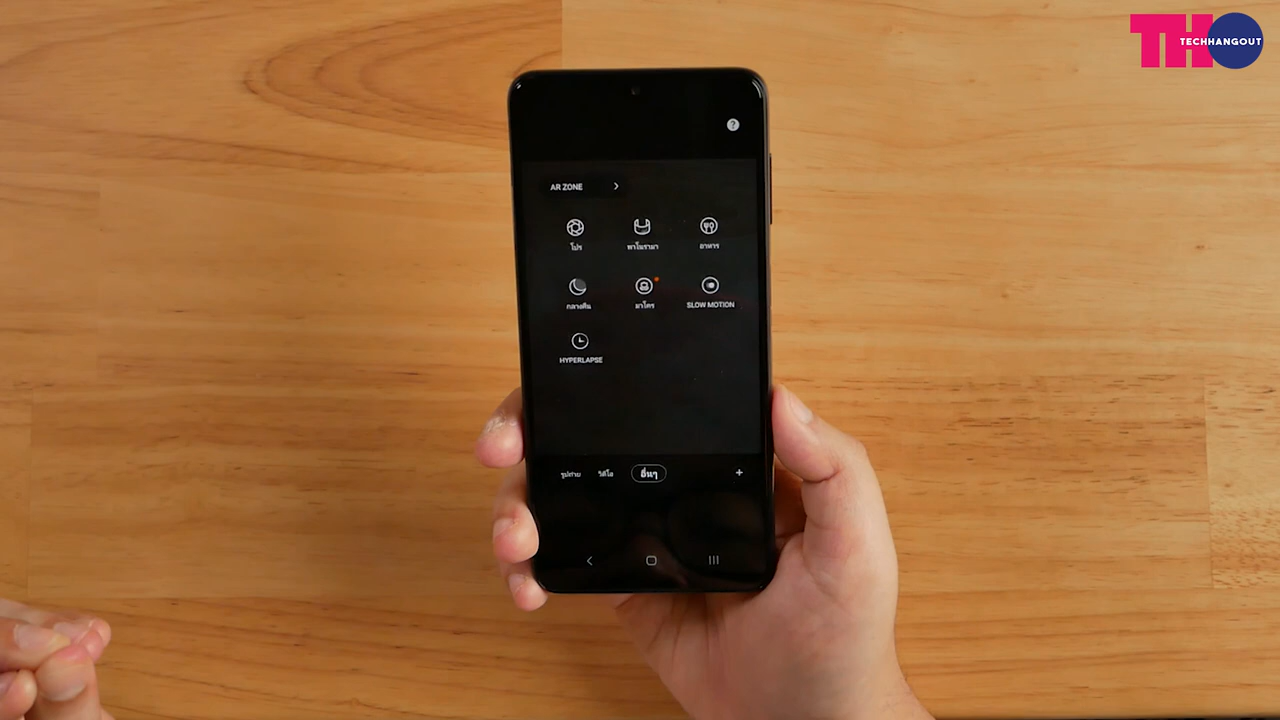 TH
TECHHANGOUT
?
AR ZONE >
โปร
พาโนรามา
อาหาร
กลางคืน
มาโคร
SLOW MOTION
HYPERLAPSE
รูปถ่าย วิดีโอ อื่นๆ +